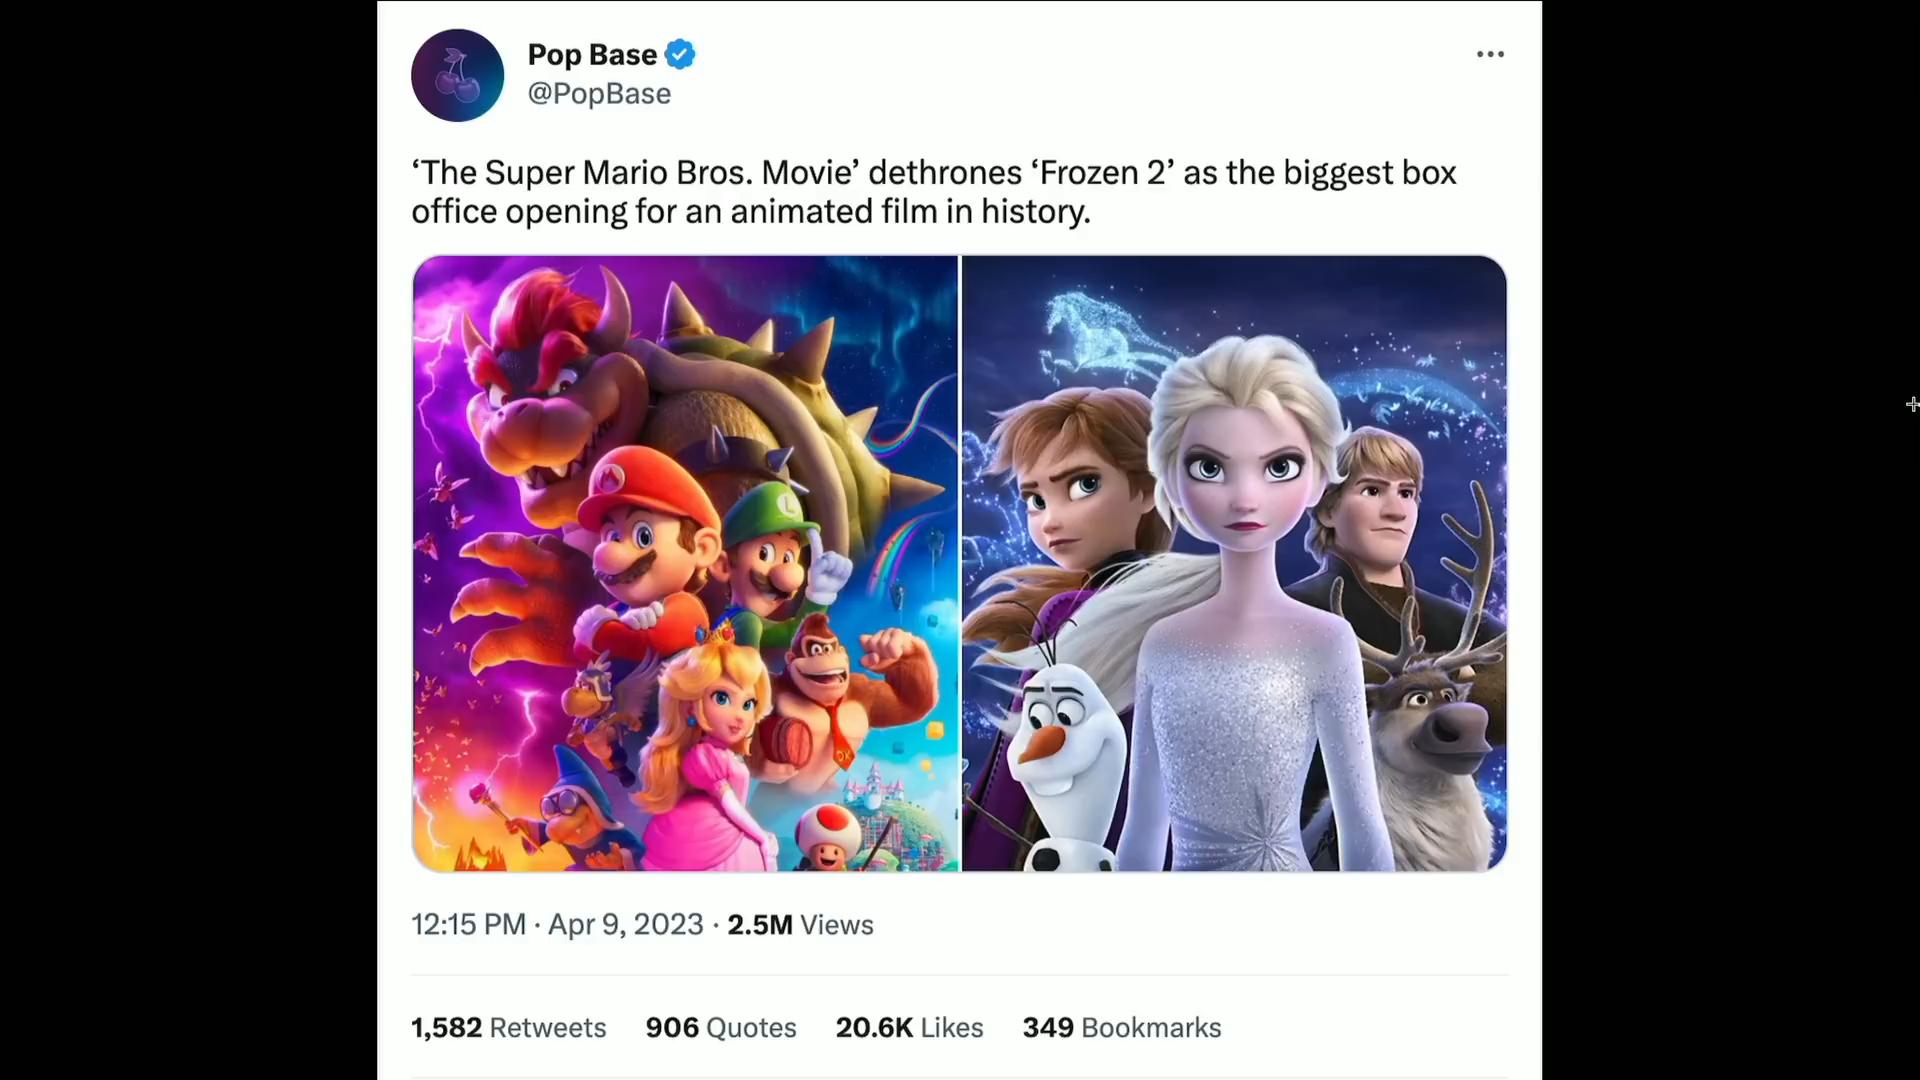 Pop Base
@PopBase
‘The Super Mario Bros. Movie’ dethrones ‘Frozen 2’ as the biggest box
office opening for an animated film in history.
M
L
DK
12:15 PM · Apr 9, 2023 · 2.5M Views
1,582 Retweets 906 Quotes 20.6K Likes 349 Bookmarks